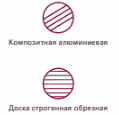 Композитная алюминиевая
Доска строганная обрезная